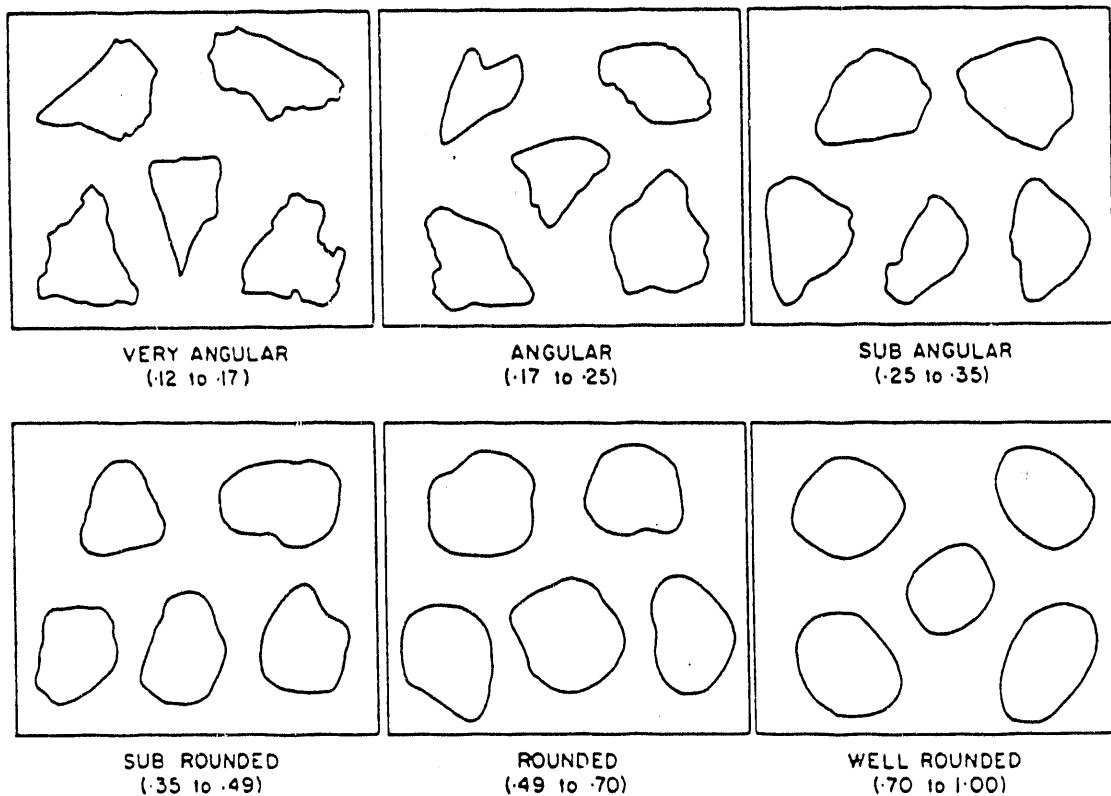 VERY ANGULAR
(·12 to ·17)
ANGULAR
(·17 to ·25)
SUB ANGULAR
(·25 to ·35)
SUB ROUNDED
(·35 to ·49)
ROUNDED
(·49 to ·70)
WELL ROUNDED
(·70 to 1·00)